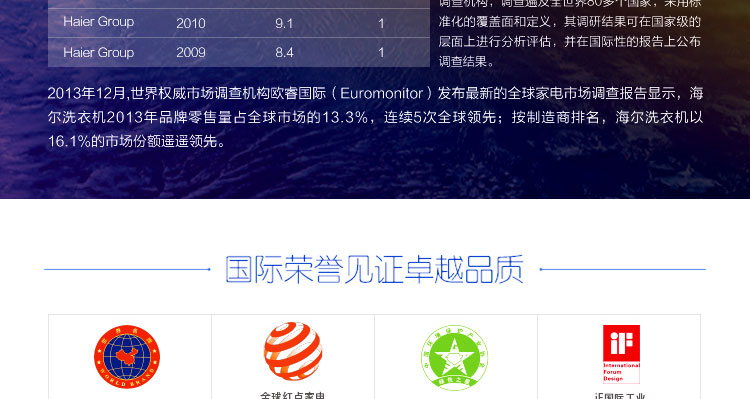 调查机构，调查遍及全世界80多个国家，采用标
准化的覆盖面和定义，其调研结果可在国家级的
层面上进行分析评估，并在国际性的报告上公布
调查结果。
Haier Group 2010 9.1 1
Haier Group 2009 8.4 1
2013年12月,世界权威市场调查机构欧睿国际（Euromonitor）发布最新的全球家电市场调查报告显示，海
尔洗衣机2013年品牌零售量占全球市场的13.3%，连续5次全球领先；按制造商排名，海尔洗衣机以
16.1%的市场份额遥遥领先。
国际荣誉见证卓越品质
WORLD BRAND
iF
International
Forum
Design
全球红点家电
iF国际工业